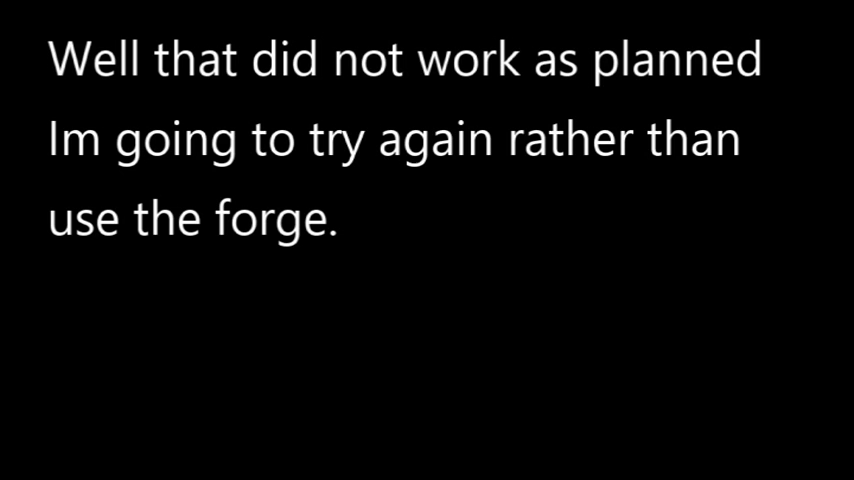 Well that did not work as planned
Im going to try again rather than
use the forge.